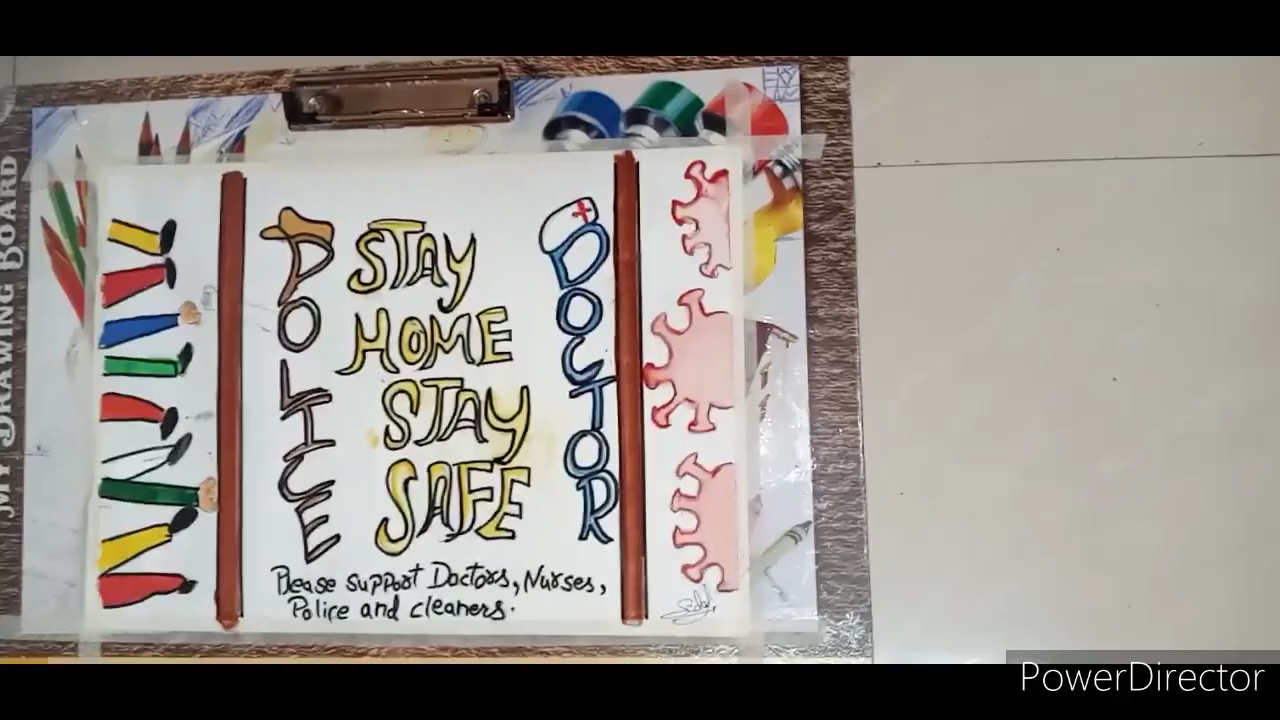 MY DRAWING BOARD
POLICE
STAY
HOME
STAY
SAFE
DOCTOR
Please support Doctors, Nurses,
Police and cleaners.
PowerDirector